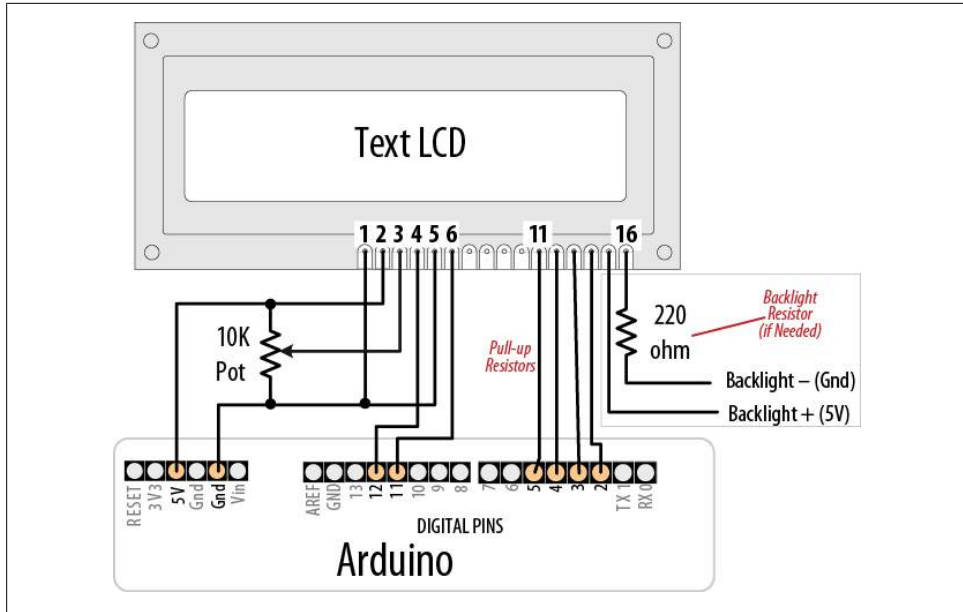 Text LCD
1 2 3 4 5 6 11 16
10K
Pot
Pull-up
Resistors
220
ohm
Backlight
Resistor
(if Needed)
Backlight – (Gnd)
Backlight + (5V)
RESET
3V3
5V
Gnd
Gnd
Vin
AREF
GND
13
12
11
10
9
8
7
6
5
4
3
2
TX 1
RX 0
DIGITAL PINS
Arduino